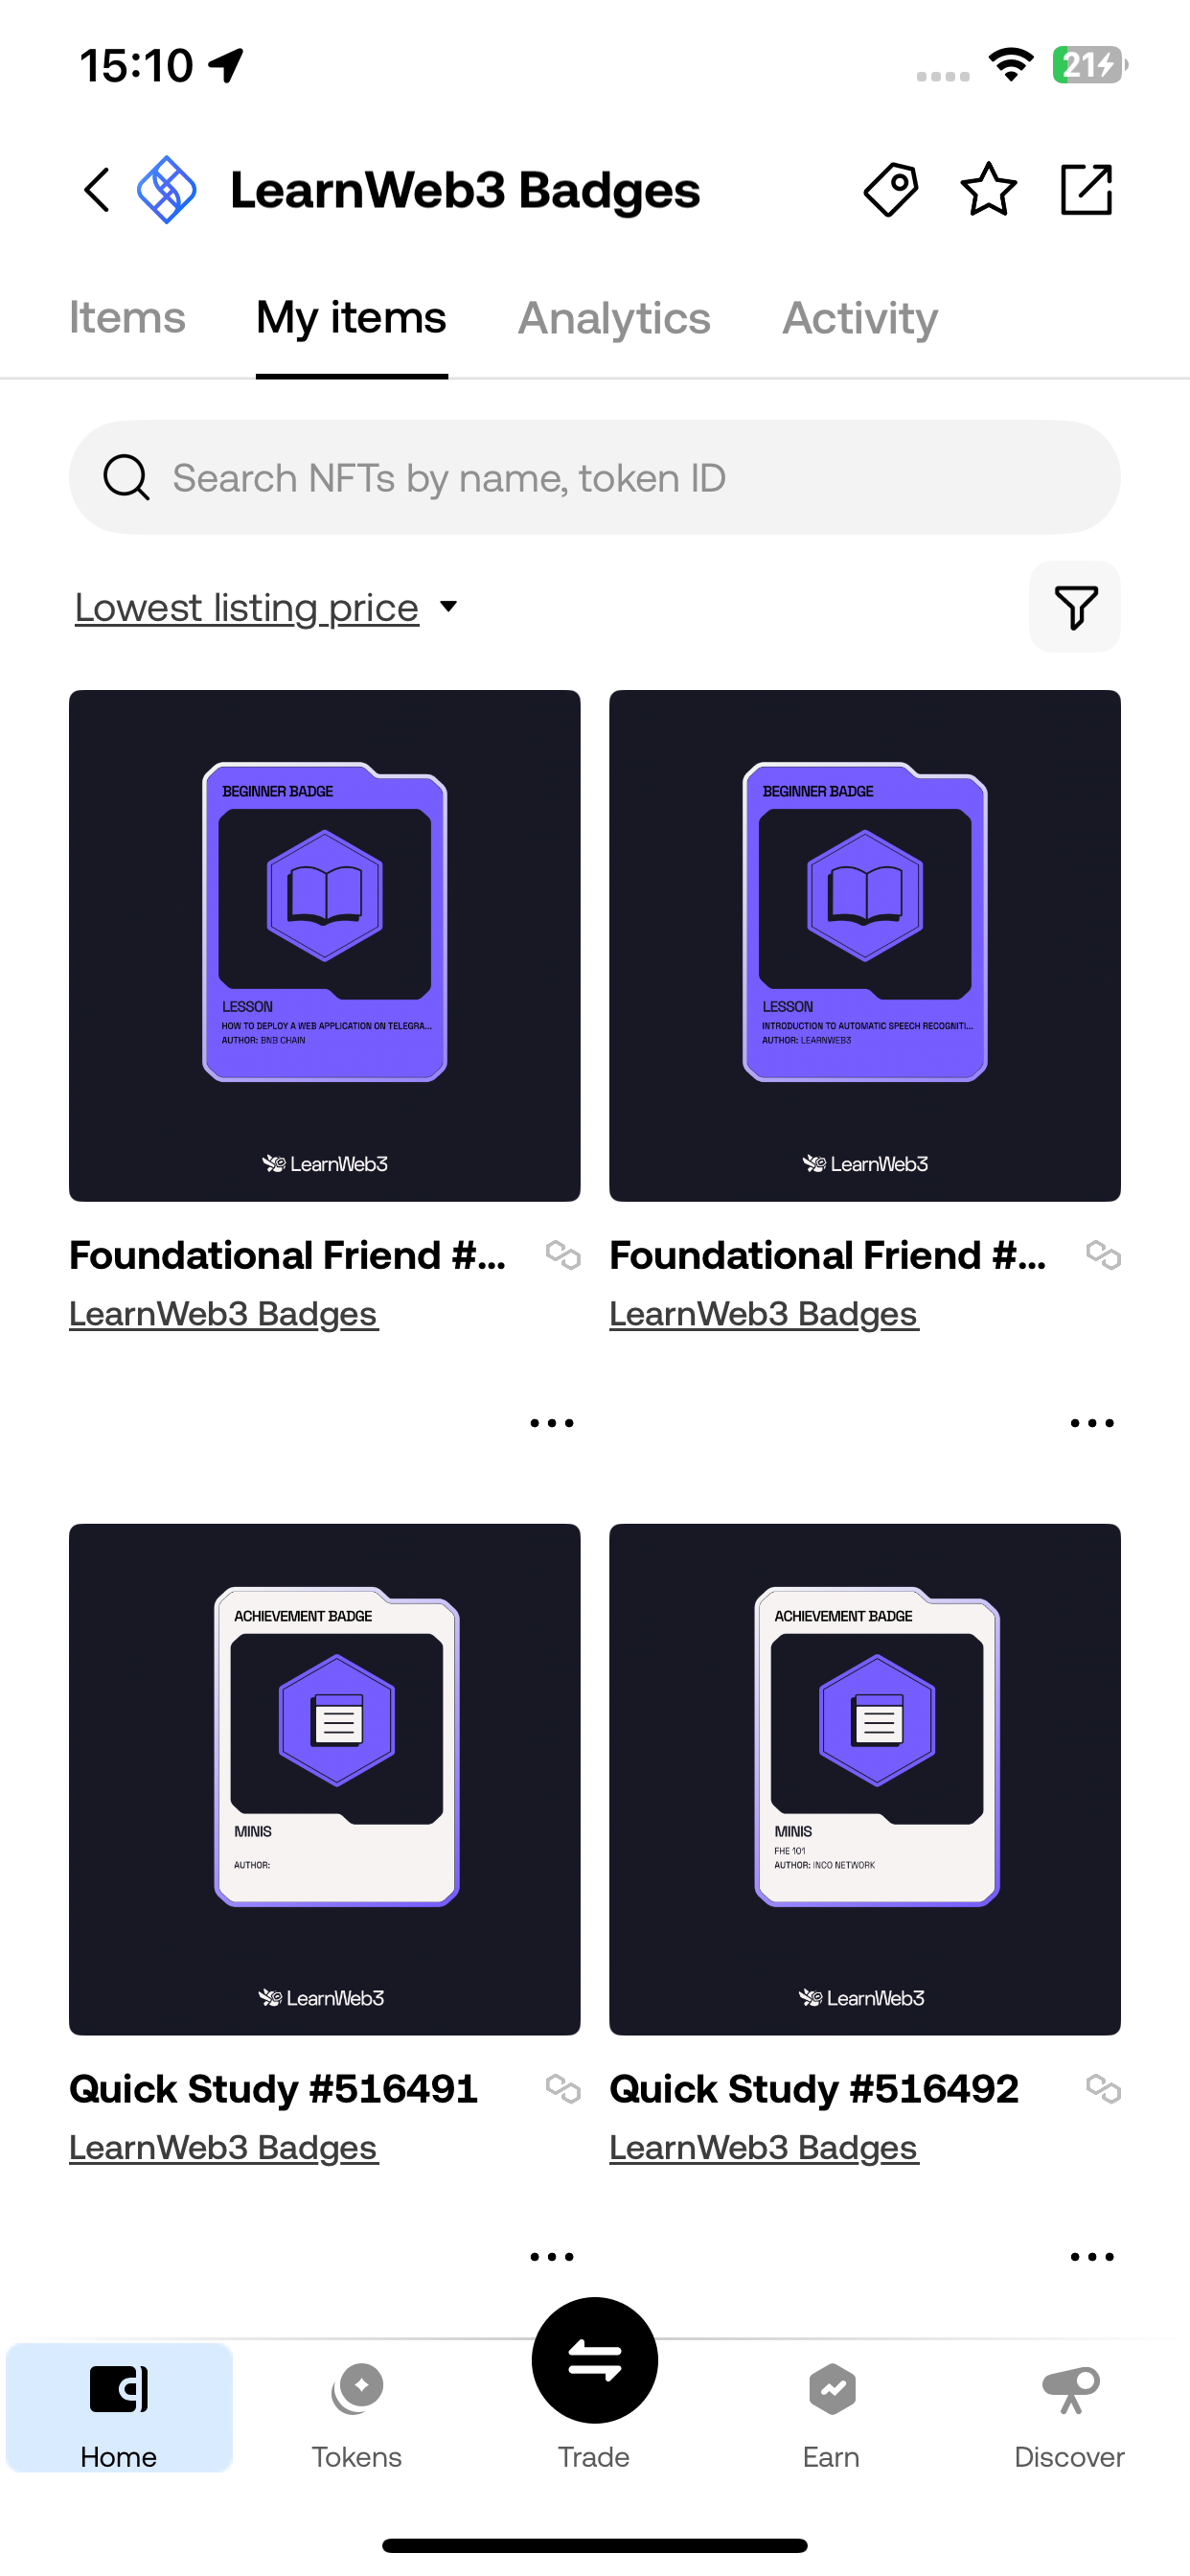 15:10
21
LearnWeb3 Badges
Items My items Analytics Activity
Search NFTs by name, token ID
Lowest listing price
BEGINNER BADGE
LESSON
HOW TO DEPLOY A WEB APPLICATION ON TELEGRA...
AUTHOR: BNB CHAIN
LearnWeb3
BEGINNER BADGE
LESSON
INTRODUCTION TO AUTOMATIC SPEECH RECOGNITI...
AUTHOR: LEARNWEB3
LearnWeb3
Foundational Friend #...
LearnWeb3 Badges
Foundational Friend #...
LearnWeb3 Badges
ACHIEVEMENT BADGE
MINIS
AUTHOR:
LearnWeb3
ACHIEVEMENT BADGE
MINIS
FHE 101
AUTHOR: INCO NETWORK
LearnWeb3
Quick Study #516491
LearnWeb3 Badges
Quick Study #516492
LearnWeb3 Badges
Home Tokens Trade Earn Discover